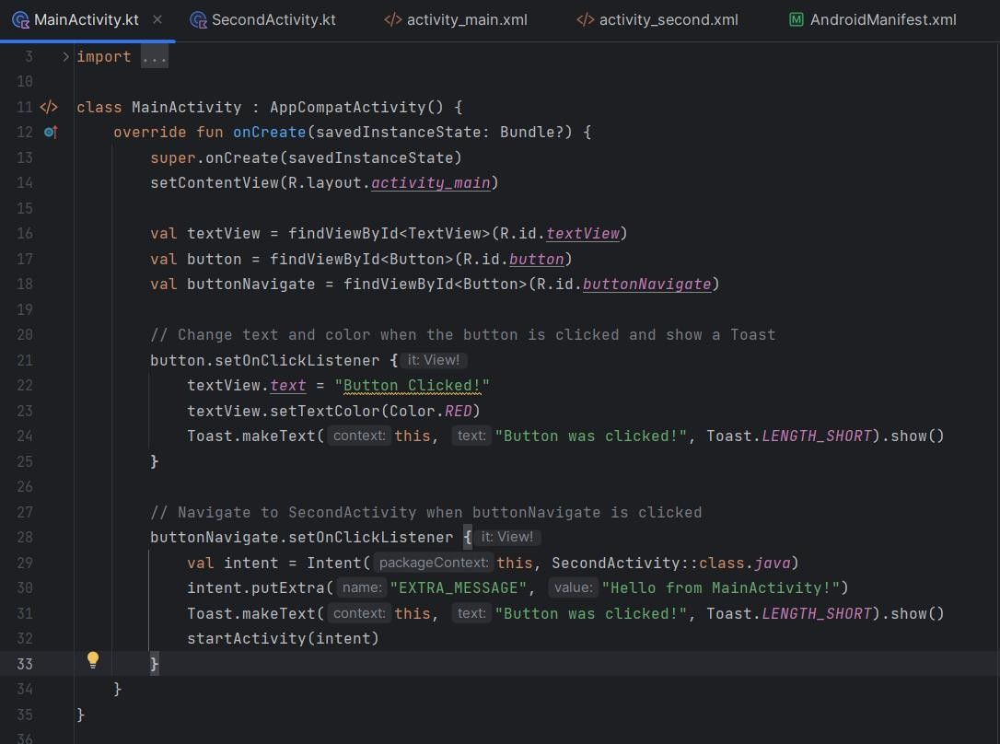 MainActivity.kt SecondActivity.kt activity_main.xml activity_second.xml AndroidManifest.xml
3 import ...
10
11 class MainActivity : AppCompatActivity() {
12 override fun onCreate(savedInstanceState: Bundle?) {
13 super.onCreate(savedInstanceState)
14 setContentView(R.layout.activity_main)
15
16 val textView = findViewById<TextView>(R.id.textView)
17 val button = findViewById<Button>(R.id.button)
18 val buttonNavigate = findViewById<Button>(R.id.buttonNavigate)
19
20 // Change text and color when the button is clicked and show a Toast
21 button.setOnClickListener { it: View!
22 textView.text = "Button Clicked!"
23 textView.setTextColor(Color.RED)
24 Toast.makeText( context: this, text: "Button was clicked!", Toast.LENGTH_SHORT).show()
25 }
26
27 // Navigate to SecondActivity when buttonNavigate is clicked
28 buttonNavigate.setOnClickListener { it: View!
29 val intent = Intent( packageContext: this, SecondActivity::class.java)
30 intent.putExtra( name: "EXTRA_MESSAGE", value: "Hello from MainActivity!")
31 Toast.makeText( context: this, text: "Button was clicked!", Toast.LENGTH_SHORT).show()
32 startActivity(intent)
33 }
34 }
35 }
36